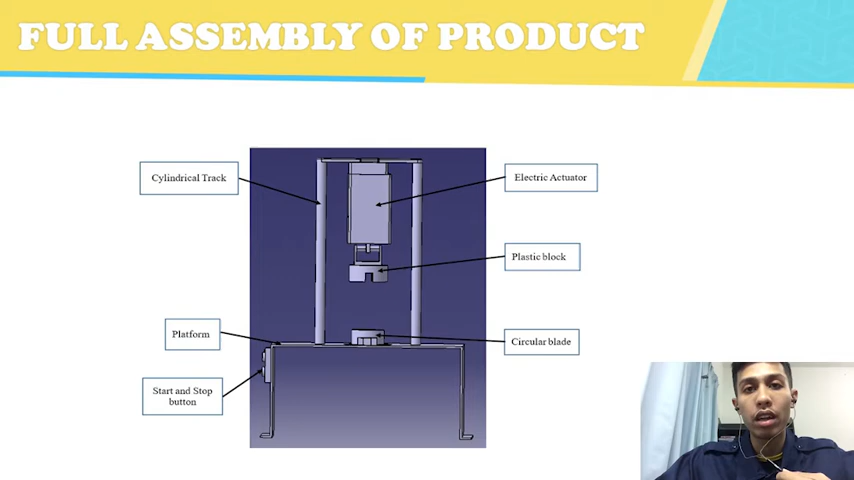 FULL ASSEMBLY OF PRODUCT
Cylindrical Track
Electric Actuator
Plastic block
Platform
Circular blade
Start and Stop
button